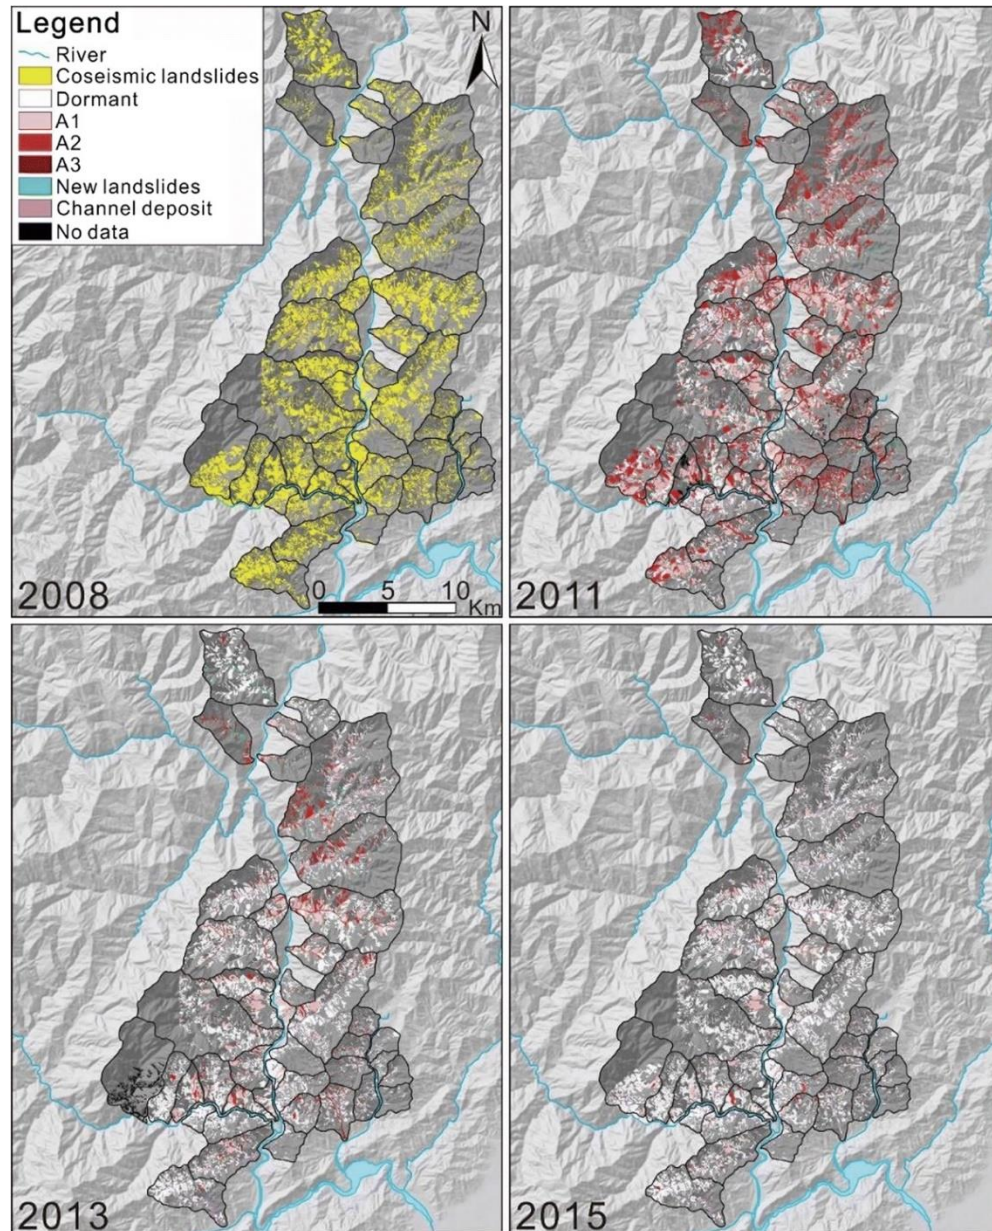 Legend
River
Coseismic landslides
Dormant
A1
A2
A3
New landslides
Channel deposit
No data
N
2008
0 5 10
Km
2011
2013
2015